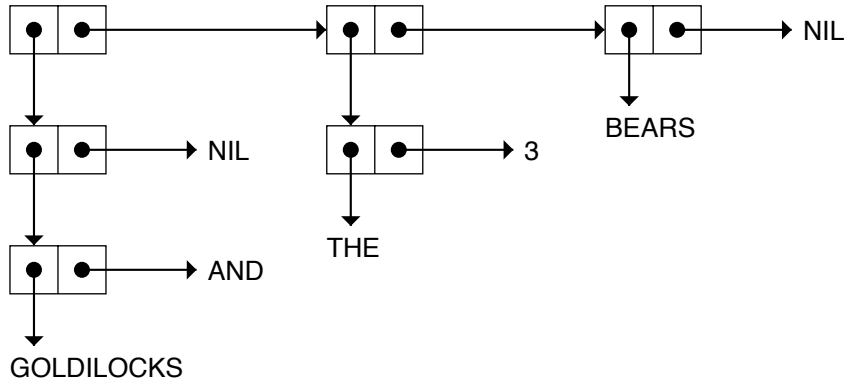 NIL
BEARS
NIL
3
THE
AND
GOLDILOCKS